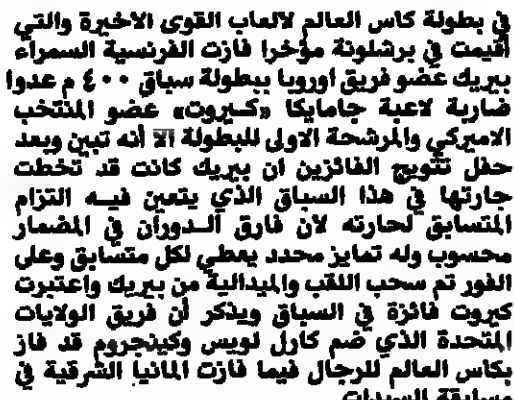 في بطولة كاس العالم لالعاب القوى الاخيرة والتي
أقيمت في برشلونة مؤخرا فازت الفرنسية السمراء
بيريك عضو فريق اوروبا ببطولة سباق ٤٠٠ م عدوا
ضاربة لاعبة جامايكا «كيروت» عضو المنتخب
الاميركي والمرشحة الاولى للبطولة الا أنه تبين وبعد
حفل تتويج الفائزين ان بيريك كانت قد تخطت
جارتها في هذا السباق الذي يتعين فيه التزام
المتسابق لحارته لان فارق الدوران في المضمار
محسوب وله تمايز محدد يعطي لكل متسابق وعلى
الفور تم سحب اللقب والميدالية من بيريك واعتبرت
كيروت فائزة في السباق ويذكر أن فريق الولايات
المتحدة الذي ضم كارل لويس وكينجروم قد فاز
بكاس العالم للرجال فيما فازت المانيا الشرقية في
مسابقة السيدات